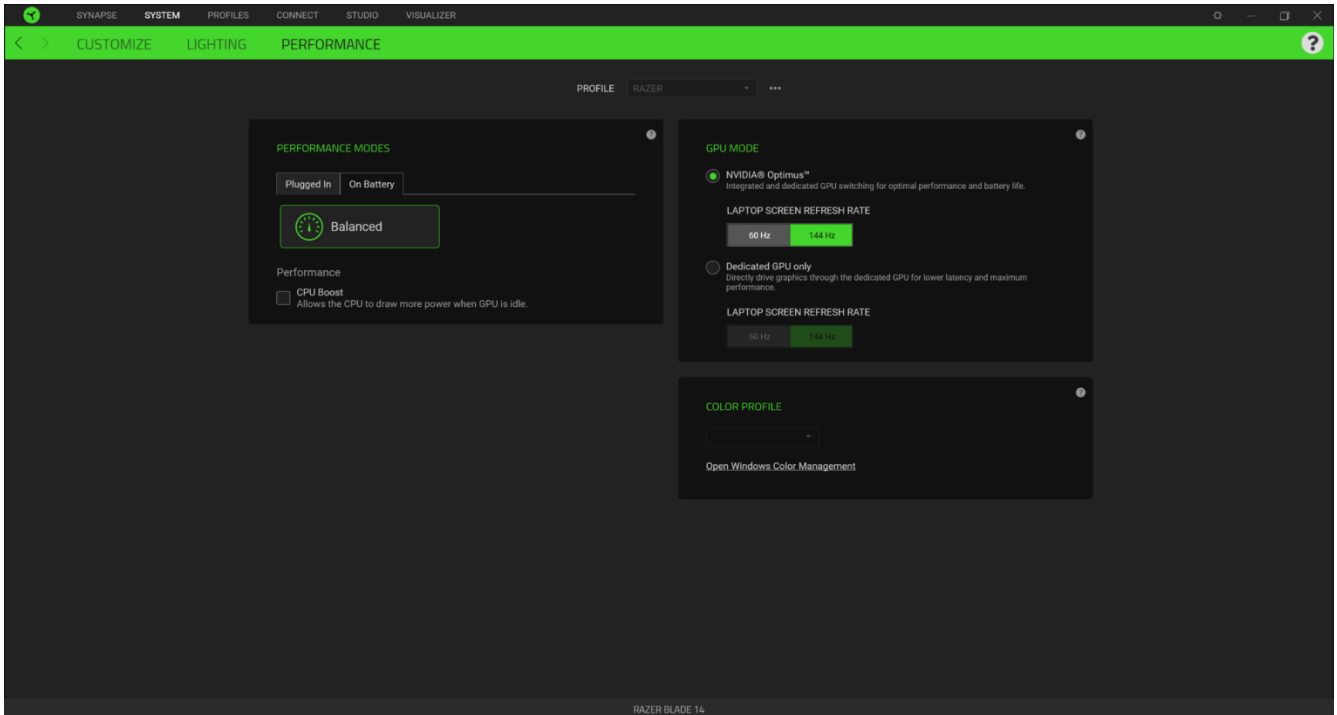 SYNAPSE SYSTEM PROFILES CONNECT STUDIO VISUALIZER
CUSTOMIZE LIGHTING PERFORMANCE
?
PROFILE RAZER
PERFORMANCE MODES
?
Plugged In On Battery
Balanced
Performance
CPU Boost
Allows the CPU to draw more power when GPU is idle.
GPU MODE
?
NVIDIA® Optimus™
Integrated and dedicated GPU switching for optimal performance and battery life.
LAPTOP SCREEN REFRESH RATE
60 Hz 144 Hz
Dedicated GPU only
Directly drive graphics through the dedicated GPU for lower latency and maximum
performance.
LAPTOP SCREEN REFRESH RATE
60 Hz 144 Hz
COLOR PROFILE
?
Open Windows Color Management
RAZER BLADE 14